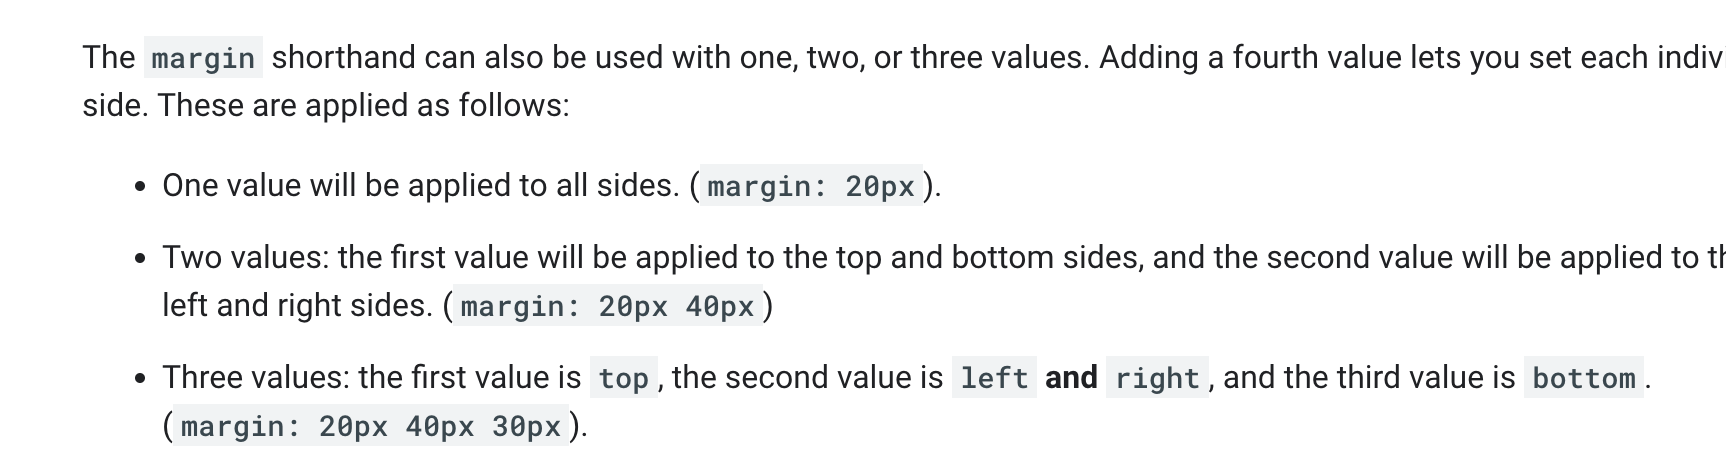 The margin shorthand can also be used with one, two, or three values. Adding a fourth value lets you set each
side. These are applied as follows:
• One value will be applied to all sides. (margin: 20px).
• Two values: the first value will be applied to the top and bottom sides, and the second value will be applied to
left and right sides. (margin: 20px 40px)
• Three values: the first value is top, the second value is left and right, and the third value is bottom.
(margin: 20px 40px 30px).